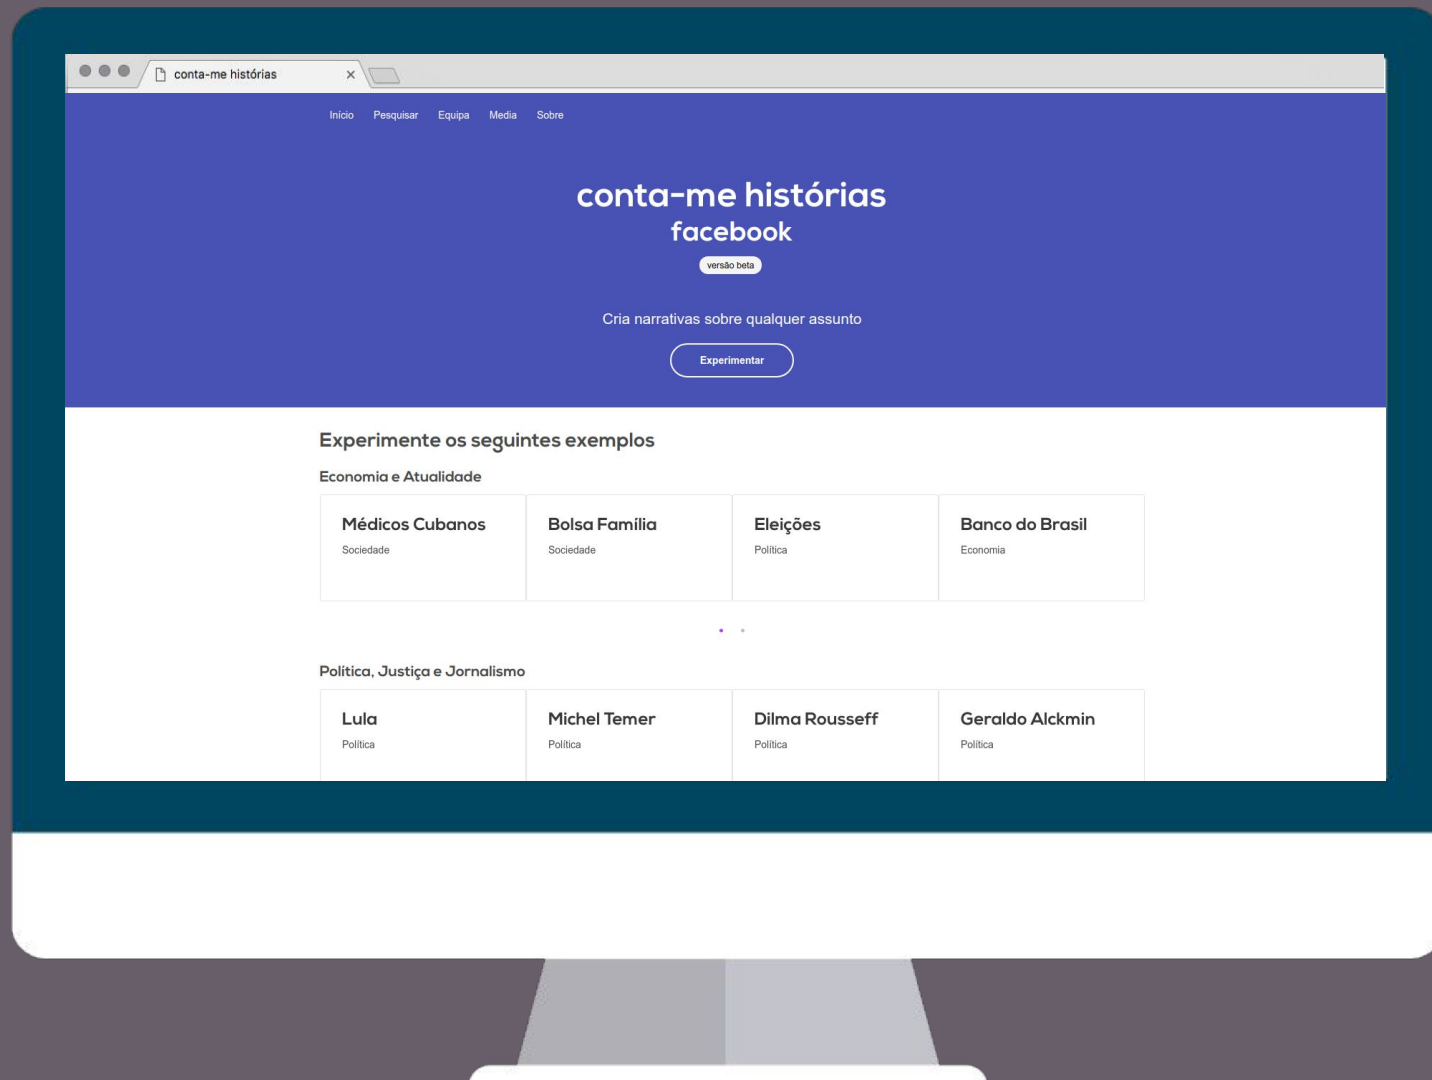 conta-me histórias
Início Pesquisar Equipa Media Sobre
conta-me histórias
facebook
versão beta
Cria narrativas sobre qualquer assunto
Experimentar
Experimente os seguintes exemplos
Economia e Atualidade
Médicos Cubanos
Sociedade
Bolsa Família
Sociedade
Eleições
Política
Banco do Brasil
Economia
Política, Justiça e Jornalismo
Lula
Política
Michel Temer
Política
Dilma Rousseff
Política
Geraldo Alckmin
Política